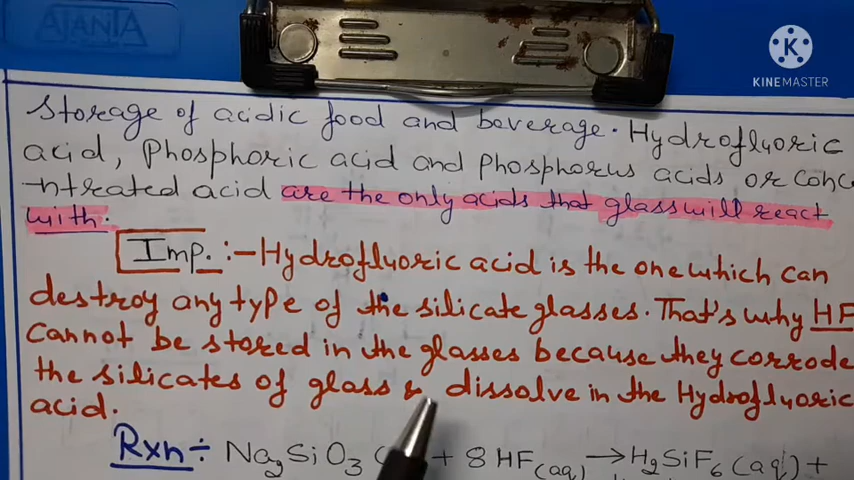 AJANTA
KINEMASTER
Storage of acidic food and beverage. Hydrofluoric
acid, Phosphoric acid and Phosphorus acids or conc
-ntrated acid are the only acids that glass will react
with.
Imp. :- Hydrofluoric acid is the one which can
destroy any type of the silicate glasses. That's why HF
cannot be stored in the glasses because they corrode
the silicates of glass & dissolve in the Hydrofluoric
acid.
Rxn ÷ Na2SiO3 ( + 8 HF(aq) → H2SiF6 (aq) +